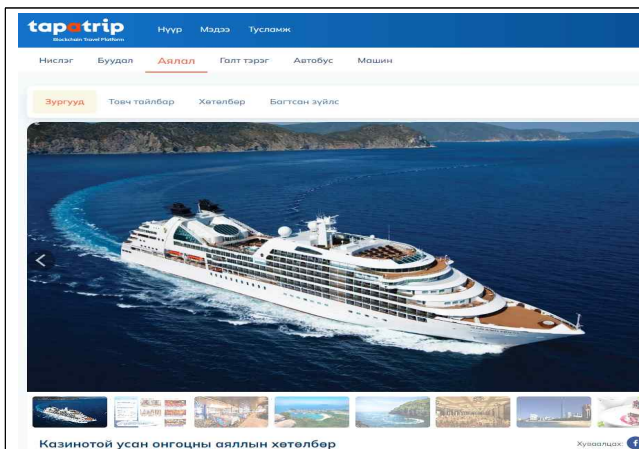 tapatrip
Blockchain Travel Platform
Нүүр Мэдээ Тусламж
Нислэг Буудал Аялал Галт тэрэг Автобус Машин
Зургууд Товч тайлбар Хөтөлбөр Багтсан зүйлс
Казинотой усан онгоцны аяллын хөтөлбөр
Хуваалцах: